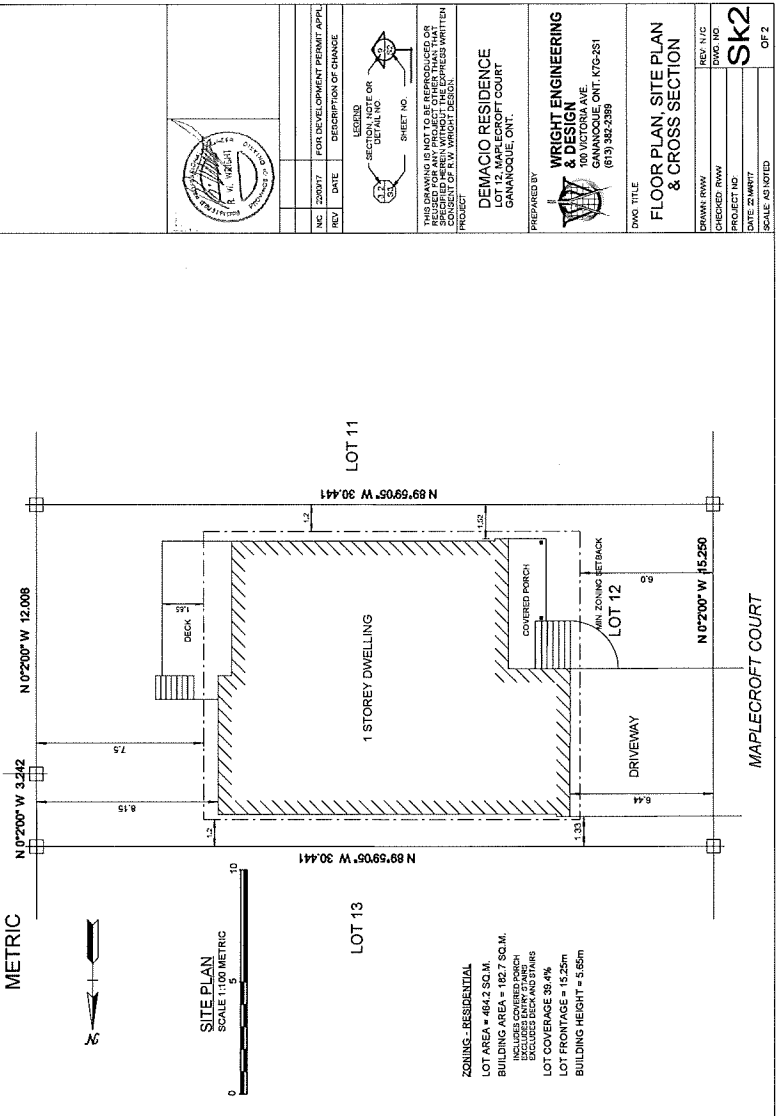 METRIC
N
SITE PLAN
SCALE 1:100 METRIC
0
5
10
N 0°2'00" W 3.242
N 0°2'00" W 12.008
8.15
7.5
1.85
DECK
1.2
1.2
N 89°59'05" W 30.441
N 89°59'05" W 30.441
LOT 13
LOT 11
1 STOREY DWELLING
1.52
COVERED PORCH
MIN. ZONING SETBACK
LOT 12
6.0
1.33
6.44
DRIVEWAY
N 0°2'00" W 15.250
MAPLECROFT COURT
ZONING - RESIDENTIAL
LOT AREA = 464.2 SQ.M.
BUILDING AREA = 182.7 SQ.M.
INCLUDES COVERED PORCH
EXCLUDES ENTRY STAIRS
EXCLUDES DECK AND STAIRS
LOT COVERAGE 39.4%
LOT FRONTAGE = 15.25m
BUILDING HEIGHT = 5.65m
R. W. WRIGHT
PROVINCE OF ONTARIO
N/C 22/03/17 FOR DEVELOPMENT PERMIT APPL.
REV DATE DESCRIPTION OF CHANGE
LEGEND
SECTION, NOTE OR
DETAIL NO.
SHEET NO.
THIS DRAWING IS NOT TO BE REPRODUCED OR
REUSED FOR ANY PROJECT OTHER THAN THAT
SPECIFIED HEREIN WITHOUT THE EXPRESS WRITTEN
CONSENT OF R.W. WRIGHT DESIGN.
PROJECT
DEMACIO RESIDENCE
LOT 12, MAPLECROFT COURT
GANANOQUE, ONT.
PREPARED BY
WRIGHT ENGINEERING
& DESIGN
100 VICTORIA AVE.
GANANOQUE, ONT. K7G-2S1
(613) 382-2399
DWG. TITLE
FLOOR PLAN, SITE PLAN
& CROSS SECTION
DRAWN: RWW
CHECKED: RWW
PROJECT NO:
DATE: 22 MAR/17
SCALE: AS NOTED
REV: N/C
DWG. NO.
Sk2
OF 2